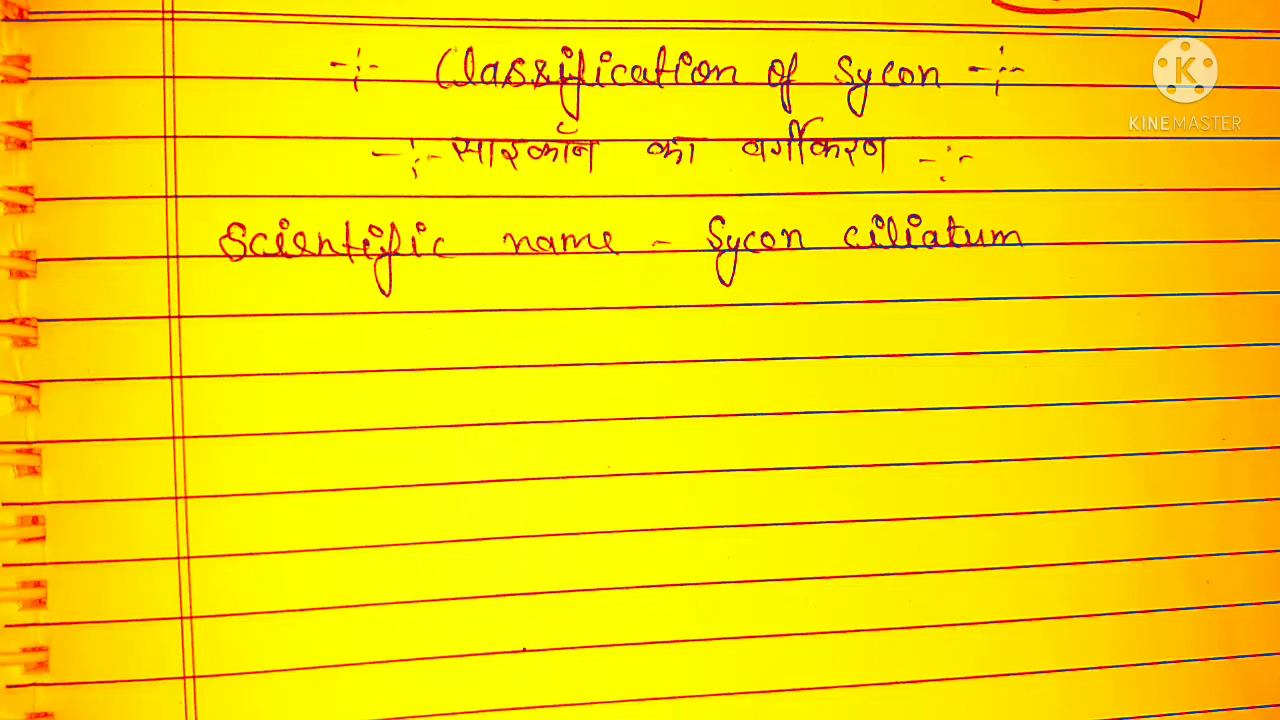 Classification of Sycon
साइकॉन का वर्गीकरण
Scientific name - Sycon ciliatum
K
KINEMASTER